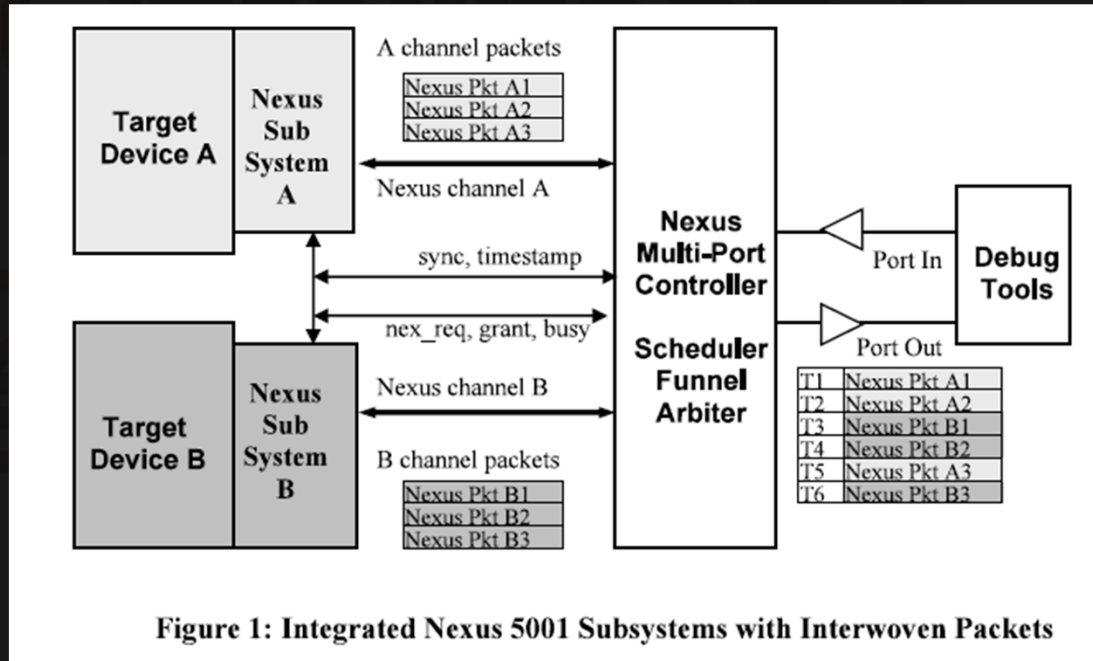 Target
Device A
Nexus
Sub
System
A
A channel packets
Nexus Pkt A1
Nexus Pkt A2
Nexus Pkt A3
Nexus channel A
sync, timestamp
nex_req, grant, busy
Nexus channel B
Target
Device B
Nexus
Sub
System
B
B channel packets
Nexus Pkt B1
Nexus Pkt B2
Nexus Pkt B3
Nexus
Multi-Port
Controller
Scheduler
Funnel
Arbiter
Port In
Debug
Tools
Port Out
T1 Nexus Pkt A1
T2 Nexus Pkt A2
T3 Nexus Pkt B1
T4 Nexus Pkt B2
T5 Nexus Pkt A3
T6 Nexus Pkt B3
Figure 1: Integrated Nexus 5001 Subsystems with Interwoven Packets